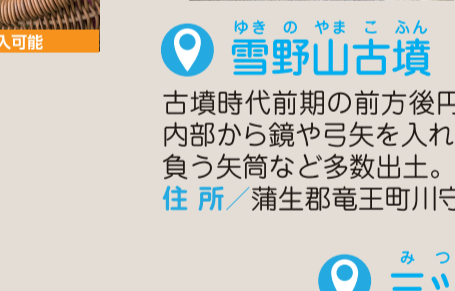 入可能
ゆき の やま こ ふん
雪野山古墳
古墳時代前期の前方後円
内部から鏡や弓矢を入れ
負う矢筒など多数出土。
住 所／蒲生郡竜王町川守
みつ
三ツ